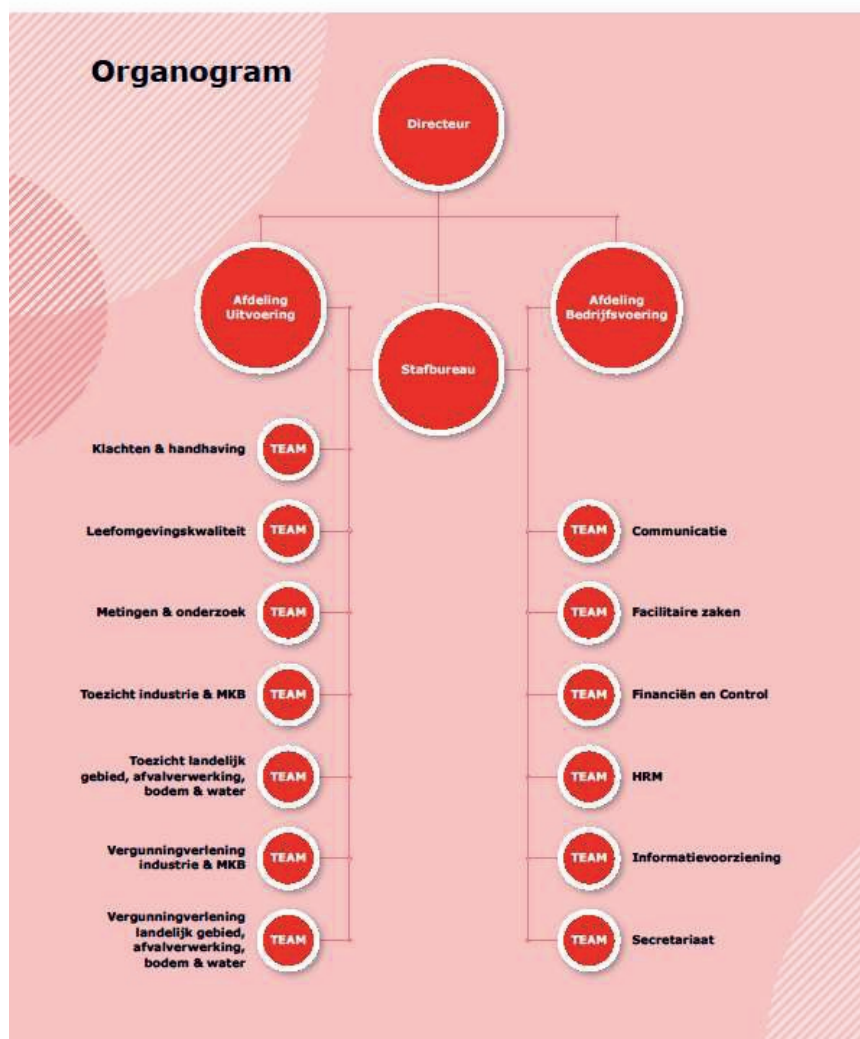 Organogram
Directeur
Afdeling
Uitvoering
Afdeling
Bedrijfsvoering
Stafbureau
Klachten & handhaving
TEAM
Leefomgevingskwaliteit
TEAM
TEAM
Communicatie
Metingen & onderzoek
TEAM
TEAM
Facilitaire zaken
Toezicht industrie & MKB
TEAM
TEAM
Financiën en Control
Toezicht landelijk
gebied, afvalverwerking,
bodem & water
TEAM
TEAM
HRM
Vergunningverlening
industrie & MKB
TEAM
TEAM
Informatievoorziening
Vergunningverlening
landelijk gebied,
afvalverwerking,
bodem & water
TEAM
TEAM
Secretariaat